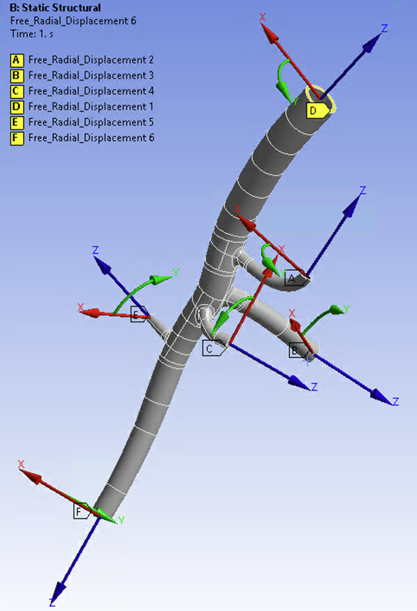 B: Static Structural
Free_Radial_Displacement 6
Time: 1. s
A Free_Radial_Displacement 2
B Free_Radial_Displacement 3
C Free_Radial_Displacement 4
D Free_Radial_Displacement 1
E Free_Radial_Displacement 5
F Free_Radial_Displacement 6
X
Z
Y
D
Z
X
X
Y
A
Z
Y
X
E
Y
X
Y
C
B
Z
Z
X
F
Y
Z